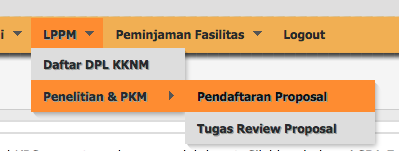 LPPM Peminjaman Fasilitas Logout
Daftar DPL KKNM
Penelitian & PKM Pendaftaran Proposal
Tugas Review Proposal